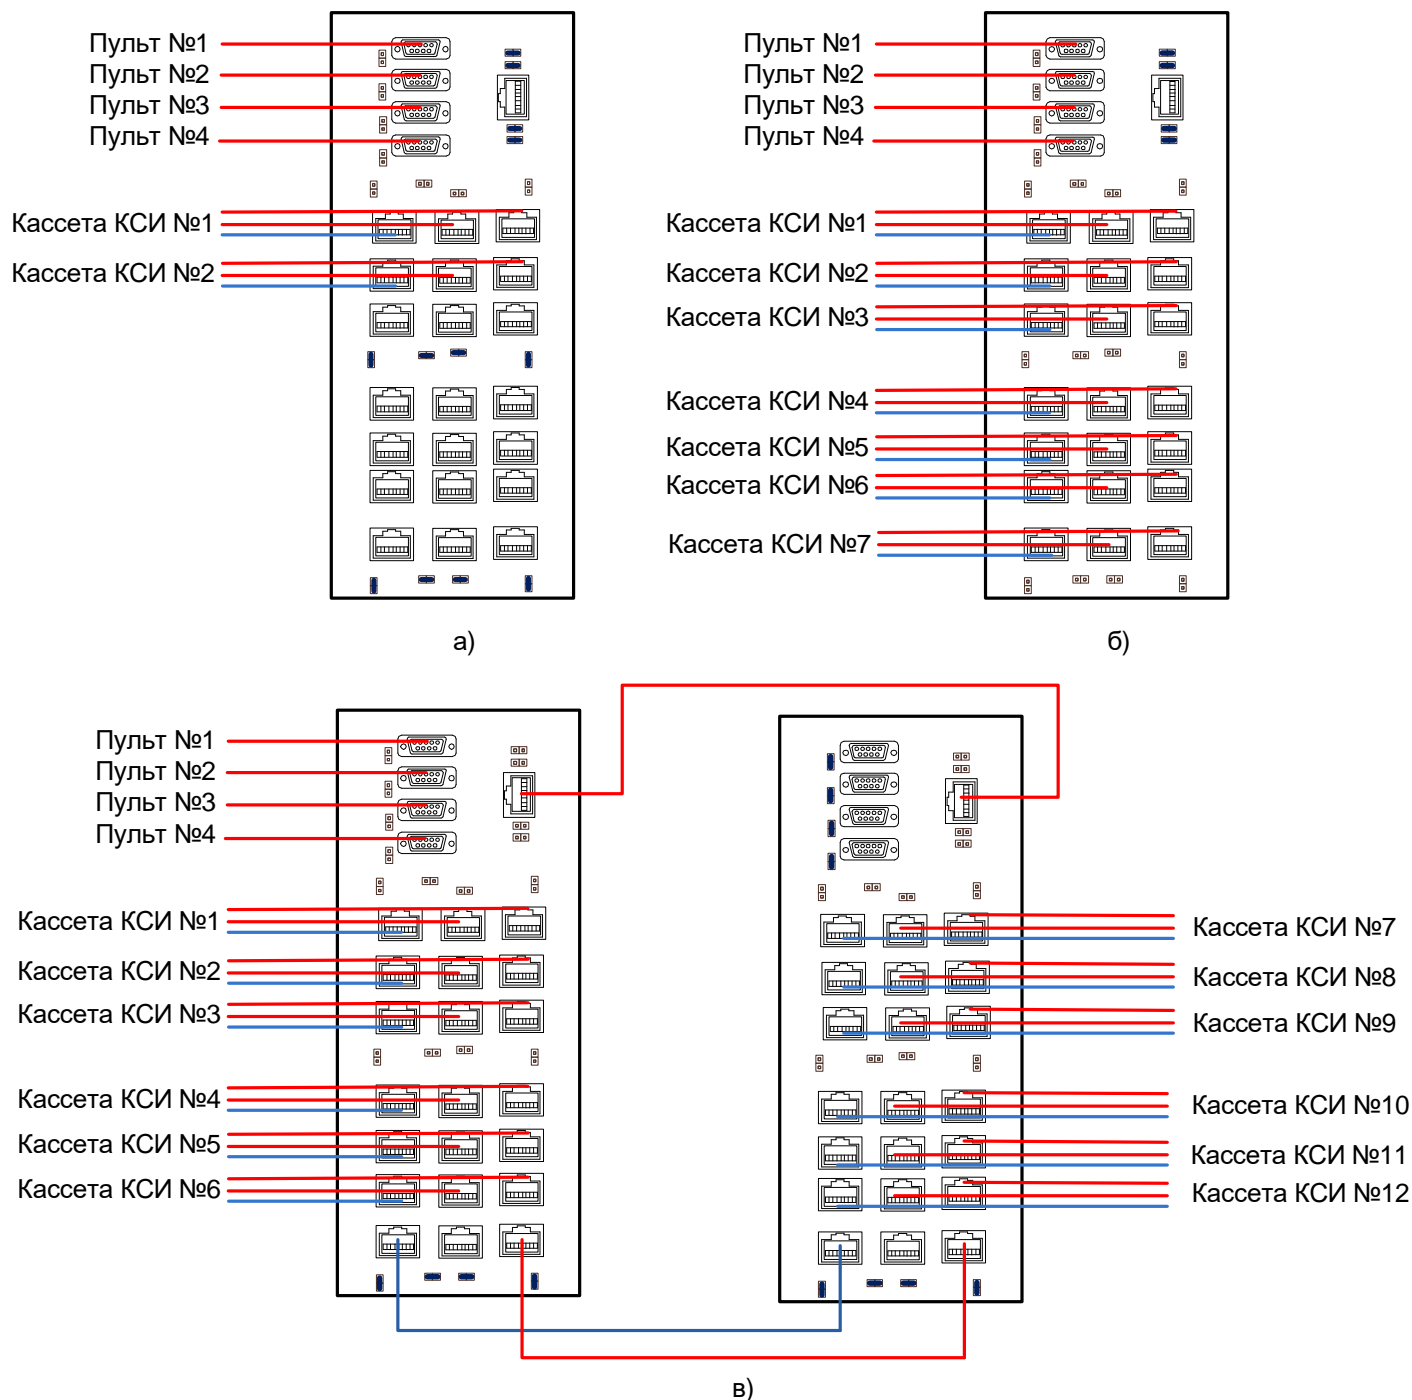 Пульт №1
Пульт №2
Пульт №3
Пульт №4
Кассета КСИ №1
Кассета КСИ №2
а)
Пульт №1
Пульт №2
Пульт №3
Пульт №4
Кассета КСИ №1
Кассета КСИ №2
Кассета КСИ №3
Кассета КСИ №4
Кассета КСИ №5
Кассета КСИ №6
Кассета КСИ №7
б)
Пульт №1
Пульт №2
Пульт №3
Пульт №4
Кассета КСИ №1
Кассета КСИ №2
Кассета КСИ №3
Кассета КСИ №4
Кассета КСИ №5
Кассета КСИ №6
Кассета КСИ №7
Кассета КСИ №8
Кассета КСИ №9
Кассета КСИ №10
Кассета КСИ №11
Кассета КСИ №12
в)